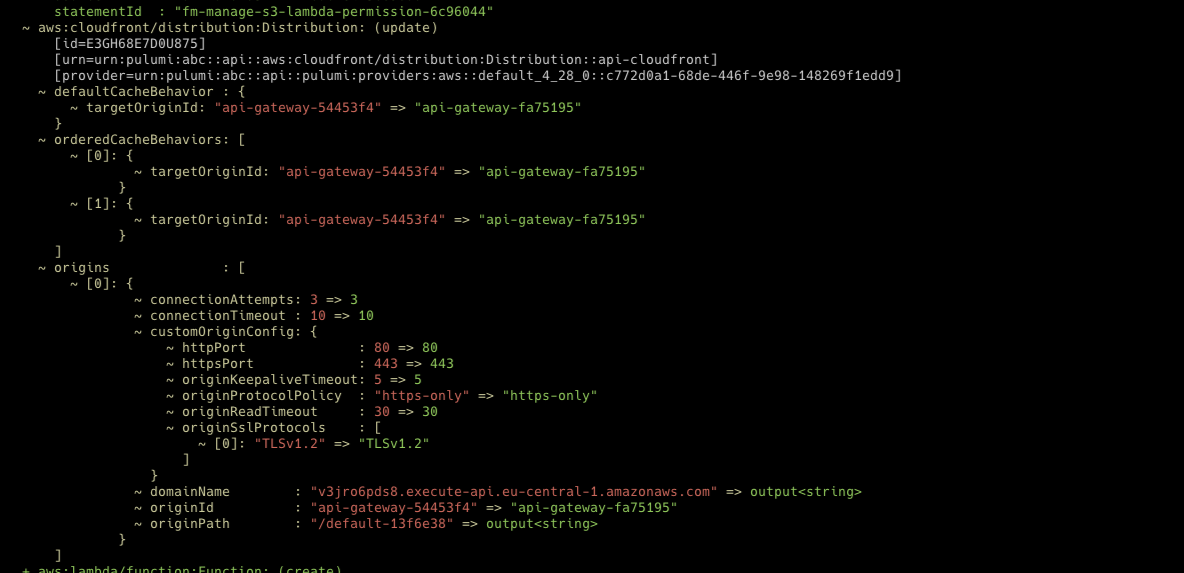 statementId  : "fm-manage-s3-lambda-permission-6c96044"
~ aws:cloudfront/distribution:Distribution: (update)
[id=E3GH68E7D0U875]
[urn=urn:pulumi:abc::api::aws:cloudfront/distribution:Distribution::api-cloudfront]
[provider=urn:pulumi:abc::api::pulumi:providers:aws::default_4_28_0::c772d0a1-68de-446f-9e98-148269f1edd9]
~ defaultCacheBehavior : {
~ targetOriginId: "api-gateway-54453f4" => "api-gateway-fa75195"
}
~ orderedCacheBehaviors: [
~ [0]: {
~ targetOriginId: "api-gateway-54453f4" => "api-gateway-fa75195"
}
~ [1]: {
~ targetOriginId: "api-gateway-54453f4" => "api-gateway-fa75195"
}
]
~ origins              : [
~ [0]: {
~ connectionAttempts: 3 => 3
~ connectionTimeout : 10 => 10
~ customOriginConfig: {
~ httpPort              : 80 => 80
~ httpsPort             : 443 => 443
~ originKeepaliveTimeout: 5 => 5
~ originProtocolPolicy  : "https-only" => "https-only"
~ originReadTimeout     : 30 => 30
~ originSslProtocols    : [
~ [0]: "TLSv1.2" => "TLSv1.2"
]
}
~ domainName        : "v3jro6pds8.execute-api.eu-central-1.amazonaws.com" => output<string>
~ originId          : "api-gateway-54453f4" => "api-gateway-fa75195"
~ originPath        : "/default-13f6e38" => output<string>
}
]
+ aws:lambda/function:Function: (create)